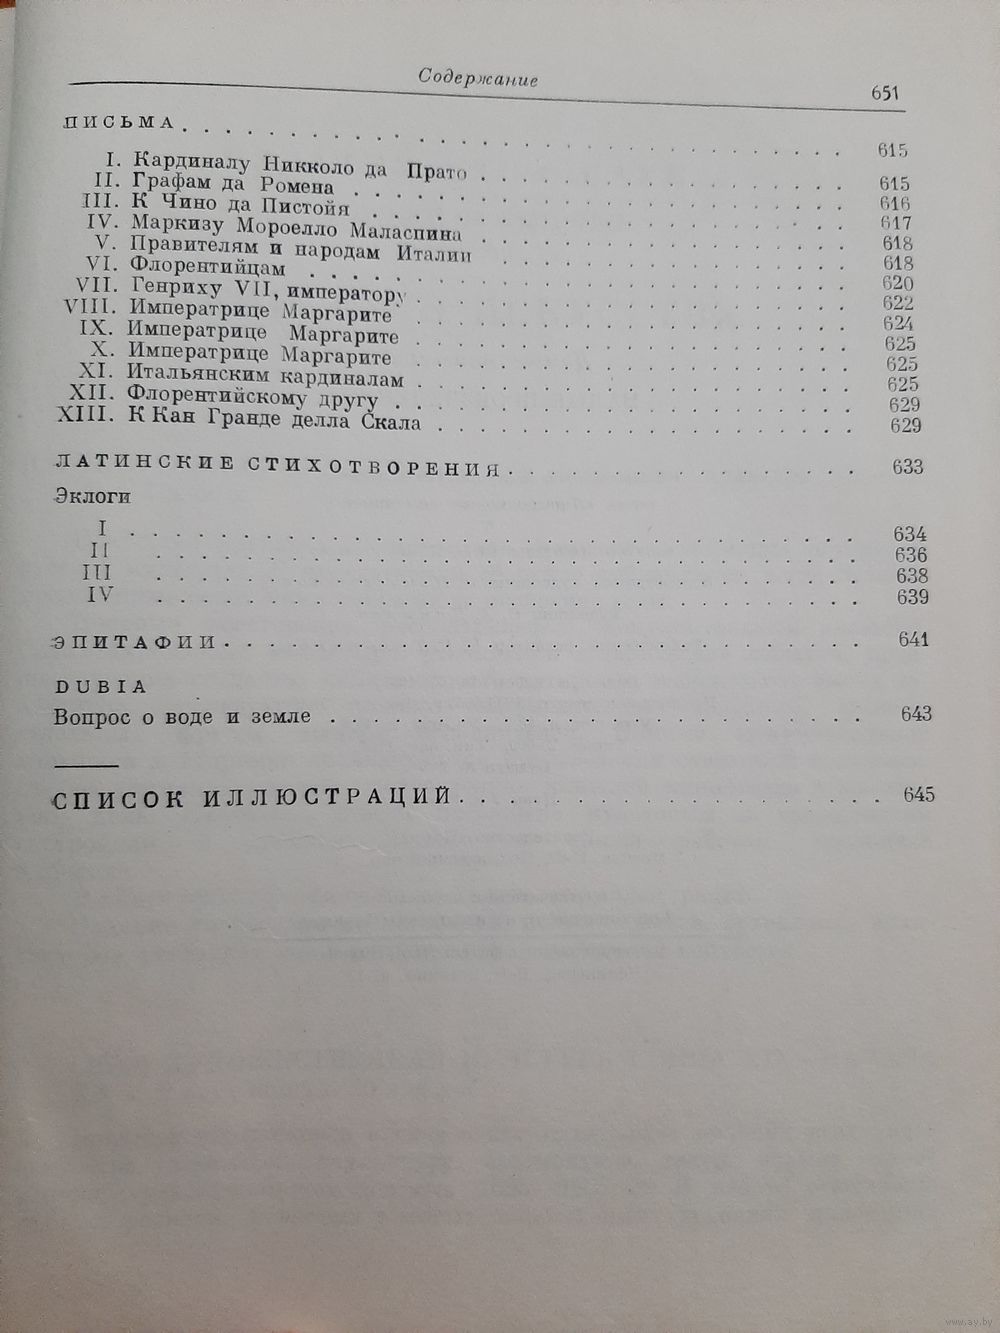 Содержание
651
ПИСЬМА . . . . . . . . . . 615
I. Кардиналу Никколо да Прато . . . . . . . . . . 615
II. Графам да Ромена . . . . . . . . . . 616
III. К Чино да Пистойя . . . . . . . . . . 617
IV. Маркизу Мороелло Маласпина . . . . . . . . . . 618
V. Правителям и народам Италии . . . . . . . . . . 618
VI. Флорентийцам . . . . . . . . . . 620
VII. Генриху VII, императору . . . . . . . . . . 622
VIII. Императрице Маргарите . . . . . . . . . . 624
IX. Императрице Маргарите . . . . . . . . . . 625
X. Императрице Маргарите . . . . . . . . . . 625
XI. Итальянским кардиналам . . . . . . . . . . 625
XII. Флорентийскому другу . . . . . . . . . . 629
XIII. К Кан Гранде делла Скала . . . . . . . . . . 629
ЛАТИНСКИЕ СТИХОТВОРЕНИЯ . . . . . . . . . . 633
Эклоги
I . . . . . . . . . . 634
II . . . . . . . . . . 636
III . . . . . . . . . . 638
IV . . . . . . . . . . 639
ЭПИТАФИИ . . . . . . . . . . 641
DUBIA
Вопрос о воде и земле . . . . . . . . . . 643
СПИСОК ИЛЛЮСТРАЦИЙ . . . . . . . . . . 645
www.ay.by